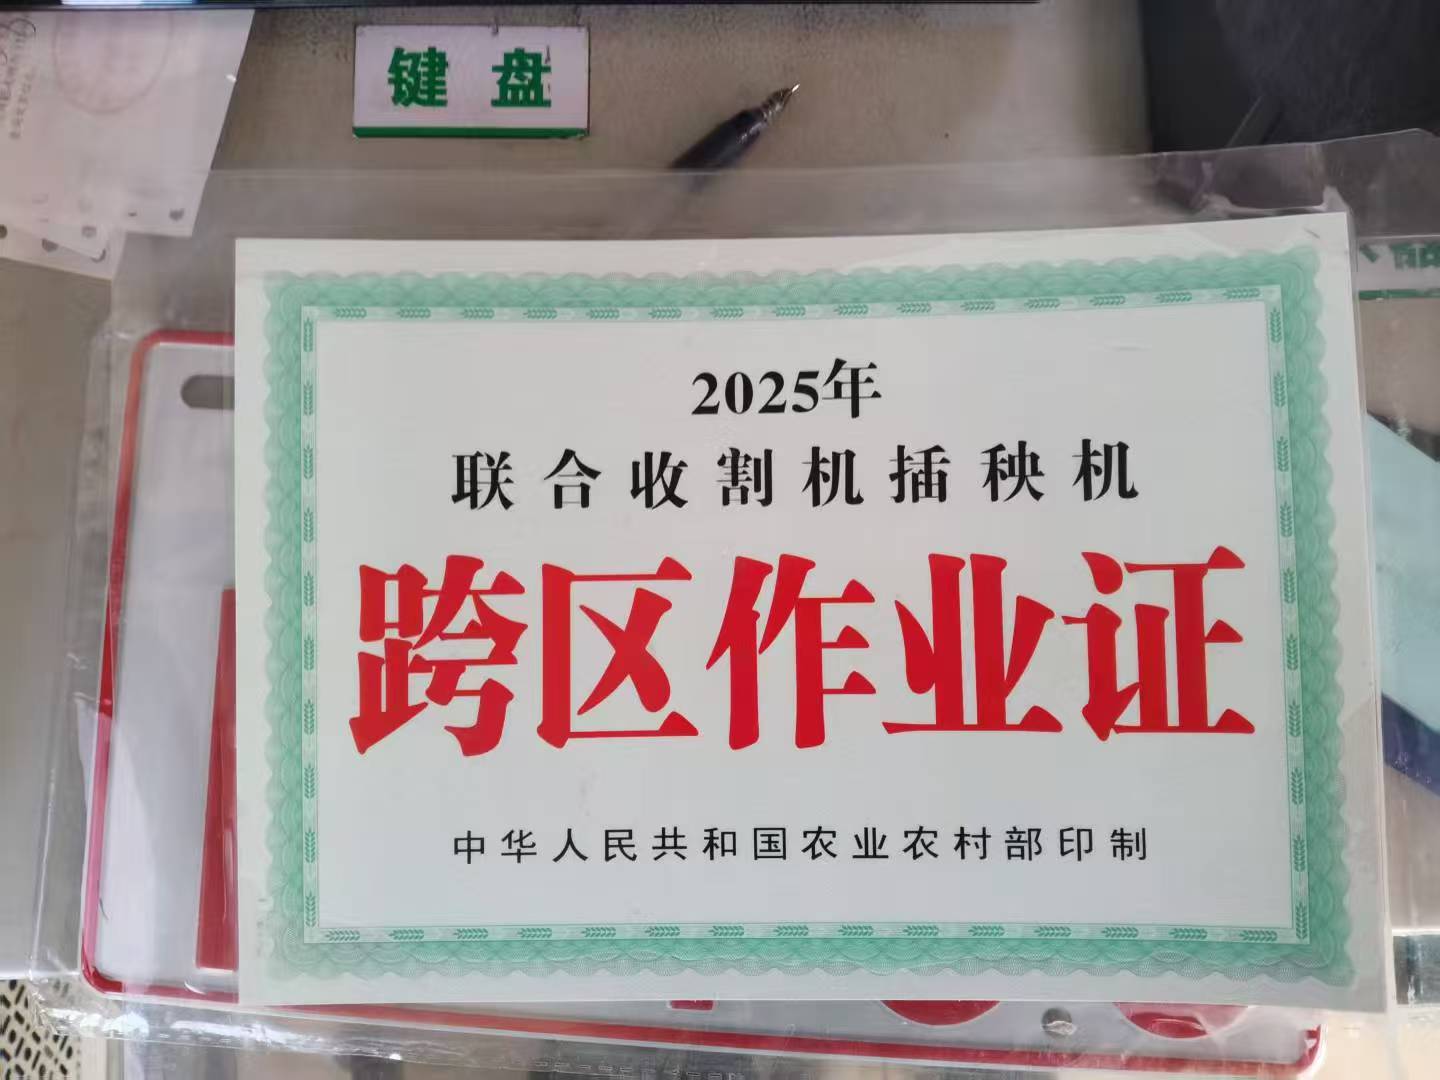 键盘
2025年
联合收割机插秧机
跨区作业证
中华人民共和国农业农村部印制